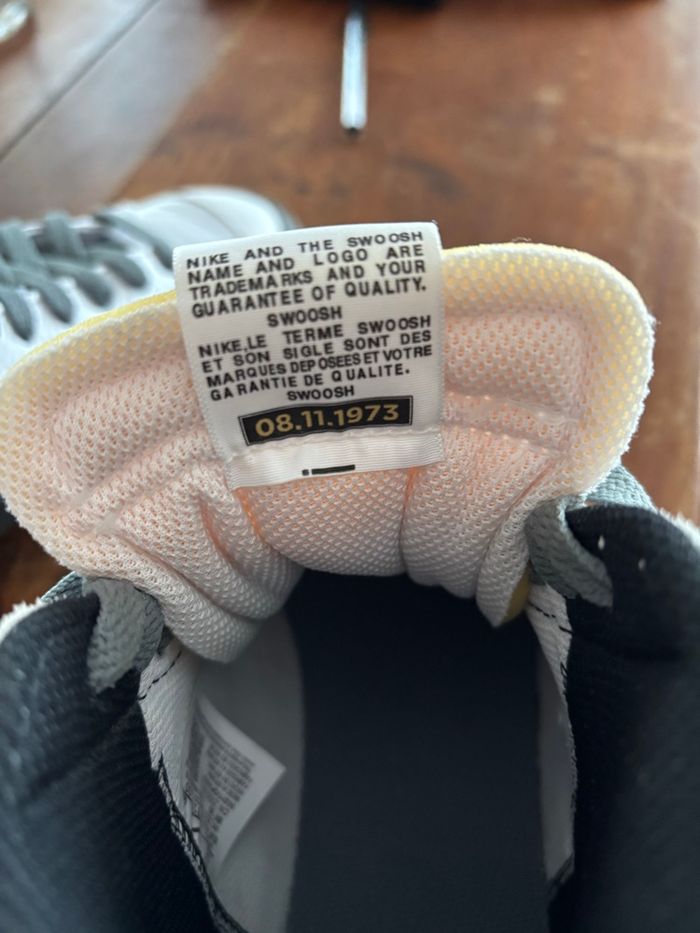 NIKE AND THE SWOOSH
NAME AND LOGO ARE
TRADEMARKS AND YOUR
GUARANTEE OF QUALITY.
SWOOSH
NIKE,LE TERME SWOOSH
ET SON SIGLE SONT DES
MARQUES DEPOSEES ET VOTRE
GARANTIE DE QUALITE.
SWOOSH
08.11.1973